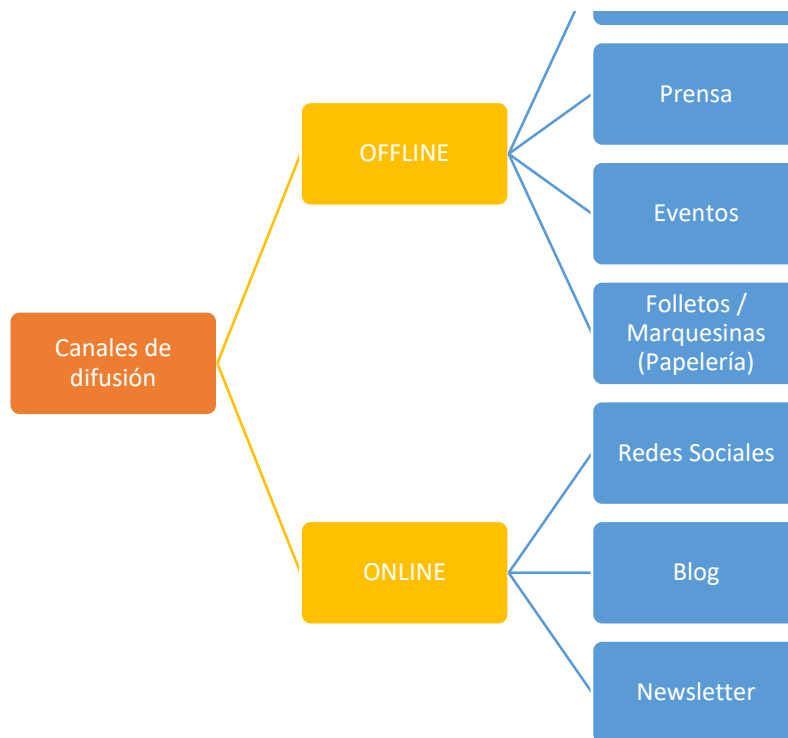 Prensa
OFFLINE
Eventos
Folletos /
Marquesinas
(Papelería)
Canales de
difusión
Redes Sociales
ONLINE
Blog
Newsletter